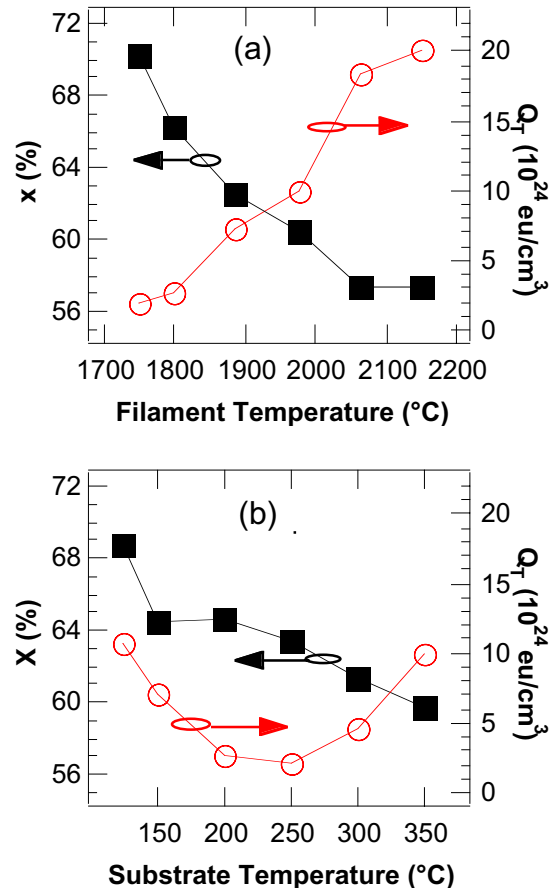 (a)
72
68
64
60
56
x (%)
20
15
10
5
0
Q_T (10^24 eu/cm^3)
1700 1800 1900 2000 2100 2200
Filament Temperature (°C)
(b)
72
68
64
60
56
X (%)
20
15
10
5
0
Q_T (10^24 eu/cm^3)
150 200 250 300 350
Substrate Temperature (°C)